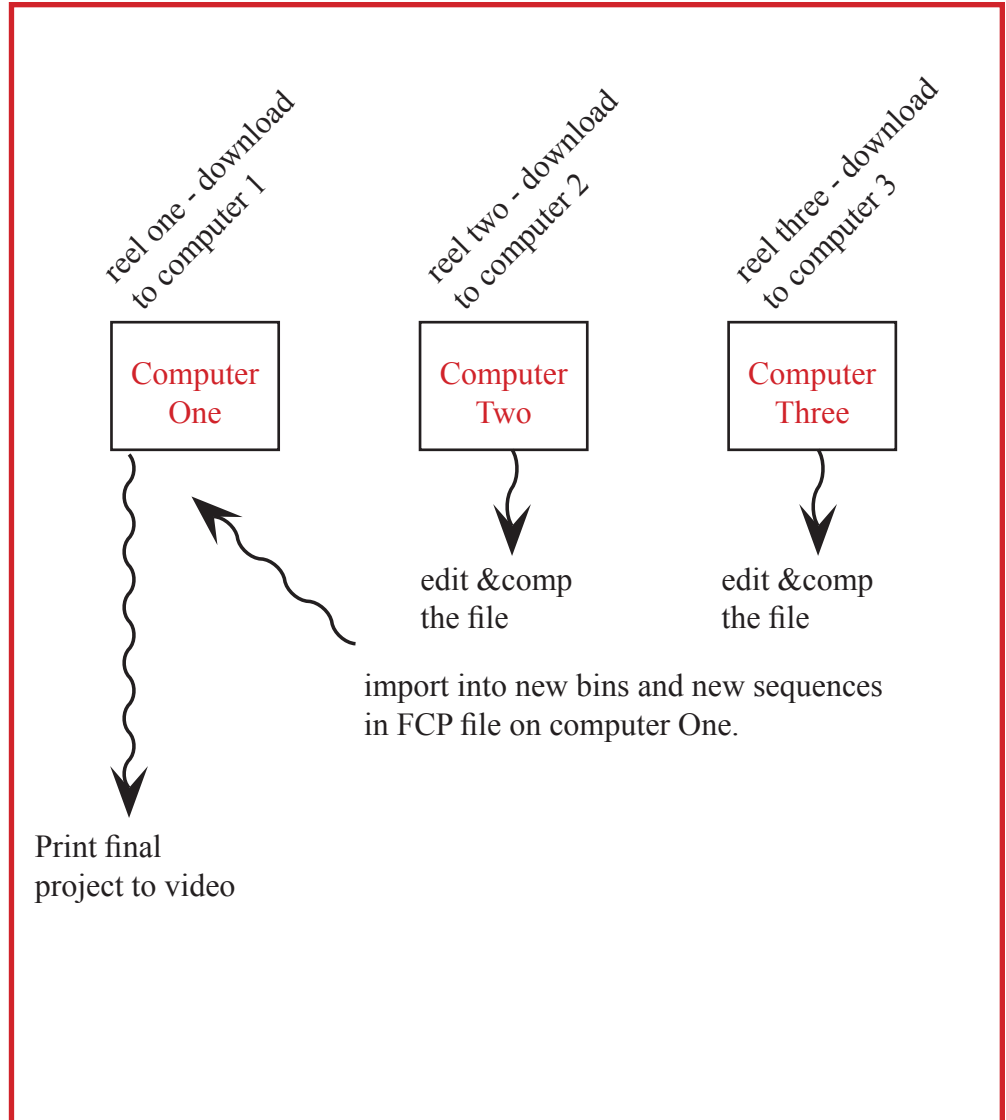 reel one - download
to computer 1
reel two - download
to computer 2
reel three - download
to computer 3
Computer
One
Computer
Two
Computer
Three
edit &comp
the file
edit &comp
the file
import into new bins and new sequences
in FCP file on computer One.
Print final
project to video